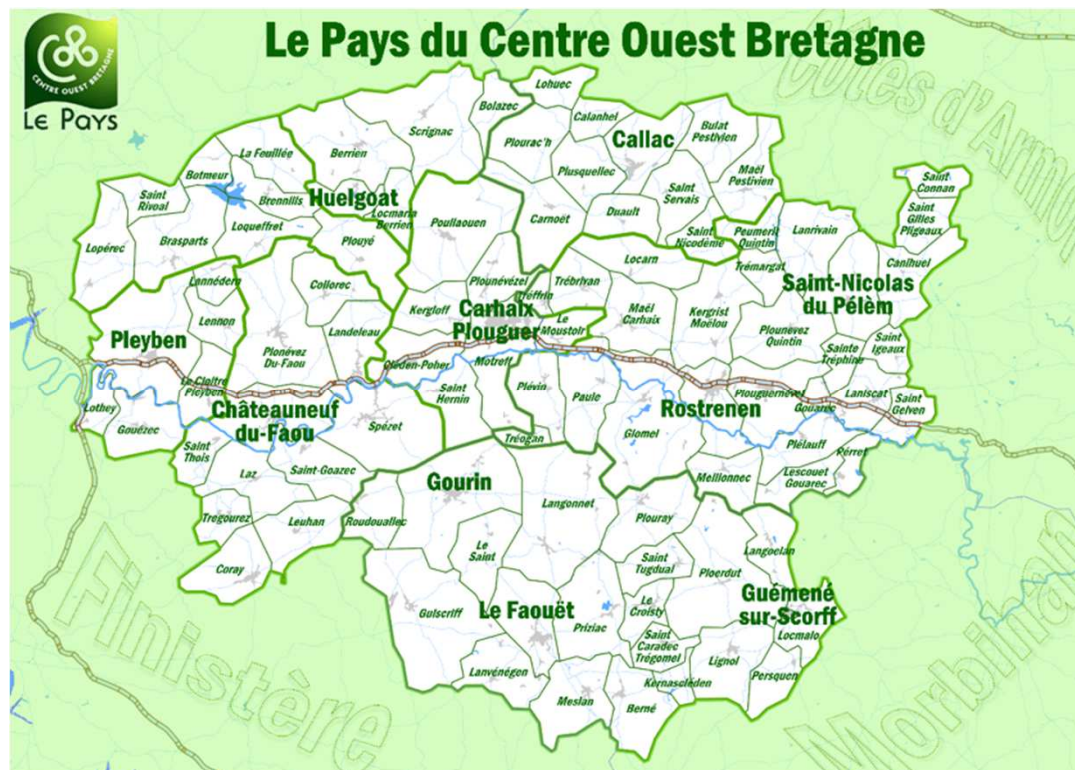 Le Pays du Centre Ouest Bretagne
CENTRE OUEST BRETAGNE
Le Pays
Côtes d'Armor
Lohuec
Bolazec
Calanhel
Scrignac
Callac
Bulat
Pestivien
Plourac'h
La Feuillée
Berrien
Plusquellec
Maël
Pestivien
Botmeur
Saint
Connan
Saint
Rivoal
Brennilis
Huelgoat
Saint
Servais
Locmaria
Berrien
Duault
Saint
Gilles
Pligeaux
Loqueffret
Poullaouen
Carnoët
Saint
Nicodème
Peumerit
Quintin
Lanrivain
Lopérec
Brasparts
Plouyé
Canihuel
Locarn
Trémargat
Lannédern
Collorec
Plounévézel
Trébrivan
Saint-Nicolas
du Pélèm
Treffrin
Kergloff
Carhaix
Plouguer
Maël
Carhaix
Kergrist
Moëlou
Lennon
Landeleau
Le
Moustoir
Plounevez
Quintin
Pleyben
Plonévez
Du-Faou
Sainte
Tréphine
Saint
Igeaux
Cleden-Poher
Motreff
Le Cloitre
Pleyben
Saint
Hernin
Plévin
Paule
Plouguernével
Laniscat
Saint
Gelven
Lothey
Châteauneuf
du-Faou
Rostrenen
Gouarec
Gouézec
Spézet
Glomel
Tréogan
Plélauff
Perret
Saint
Thois
Laz
Saint-Goazec
Mellionnec
Lescouet
Gouarec
Gourin
Langonnet
Tregourez
Leuhan
Roudouallec
Plouray
Le
Saint
Langoelan
Saint
Tugdual
Ploerdut
Coray
Guiscriff
Le Faouët
Priziac
Le
Croisty
Guémené
sur-Scorff
Saint
Caradec
Trégomel
Locmalo
Lignol
Lanvénégen
Persquen
Kernascléden
Meslan
Berné
Finistère
Morbihan